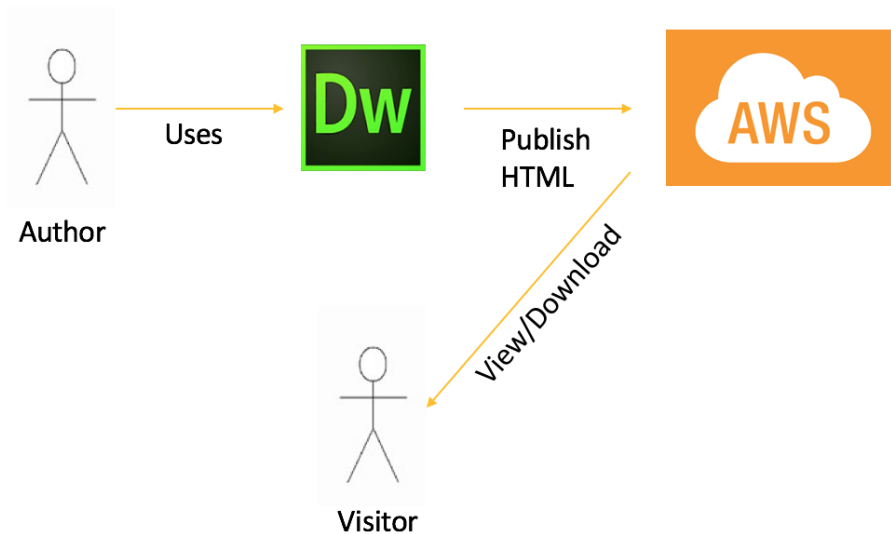 Dw
AWS
Uses
Publish
HTML
Author
View/Download
Visitor